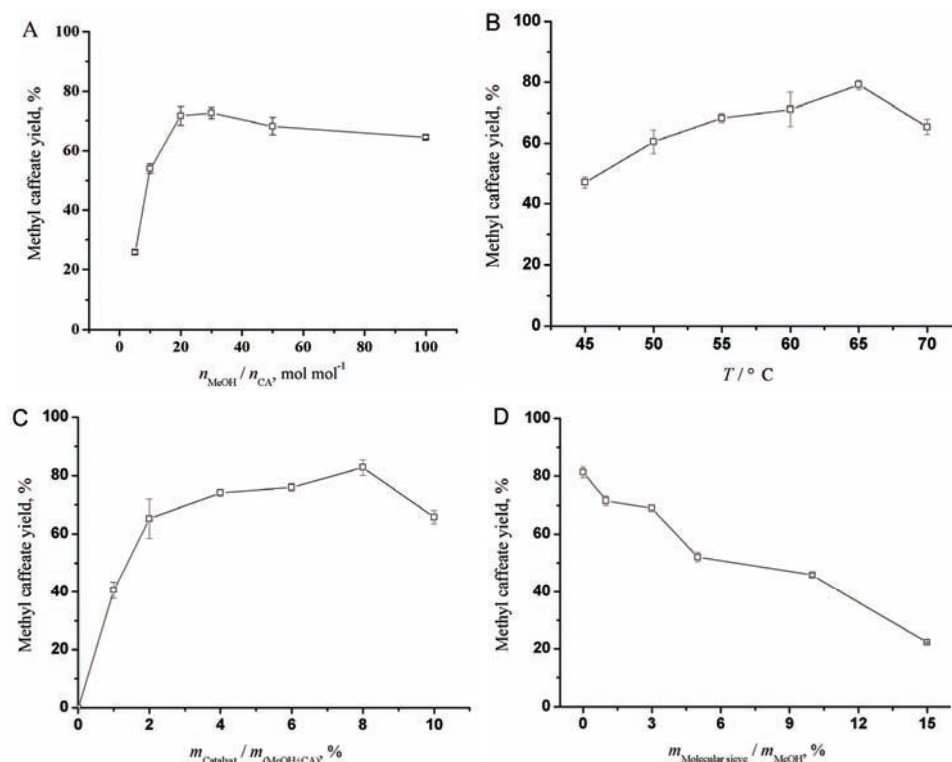 A
100
80
60
40
20
0
Methyl caffeate yield, %
0 20 40 60 80 100
n_MeOH / n_CA, mol mol⁻¹
B
100
80
60
40
20
0
Methyl caffeate yield, %
45 50 55 60 65 70
T / ° C
C
100
80
60
40
20
0
Methyl caffeate yield, %
0 2 4 6 8 10
m_Catalyst / m_(MeOH+CA), %
D
100
80
60
40
20
0
Methyl caffeate yield, %
0 3 6 9 12 15
m_Molecular sieve / m_MeOH, %